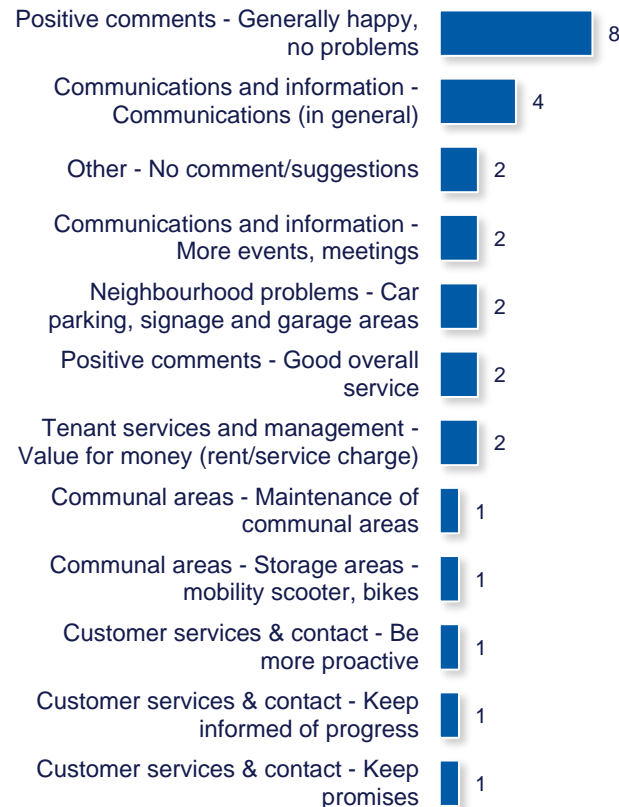 Positive comments - Generally happy,
no problems
8
Communications and information -
Communications (in general)
4
Other - No comment/suggestions
2
Communications and information -
More events, meetings
2
Neighbourhood problems - Car
parking, signage and garage areas
2
Positive comments - Good overall
service
2
Tenant services and management -
Value for money (rent/service charge)
2
Communal areas - Maintenance of
communal areas
1
Communal areas - Storage areas -
mobility scooter, bikes
1
Customer services & contact - Be
more proactive
1
Customer services & contact - Keep
informed of progress
1
Customer services & contact - Keep
promises
1